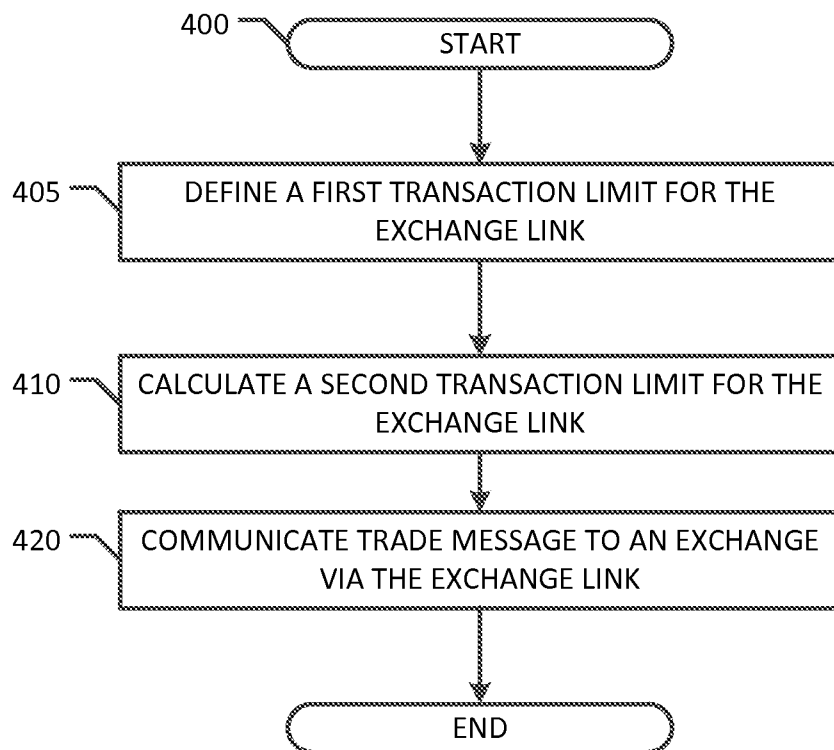 400
START
405
DEFINE A FIRST TRANSACTION LIMIT FOR THE
EXCHANGE LINK
410
CALCULATE A SECOND TRANSACTION LIMIT FOR THE
EXCHANGE LINK
420
COMMUNICATE TRADE MESSAGE TO AN EXCHANGE
VIA THE EXCHANGE LINK
END